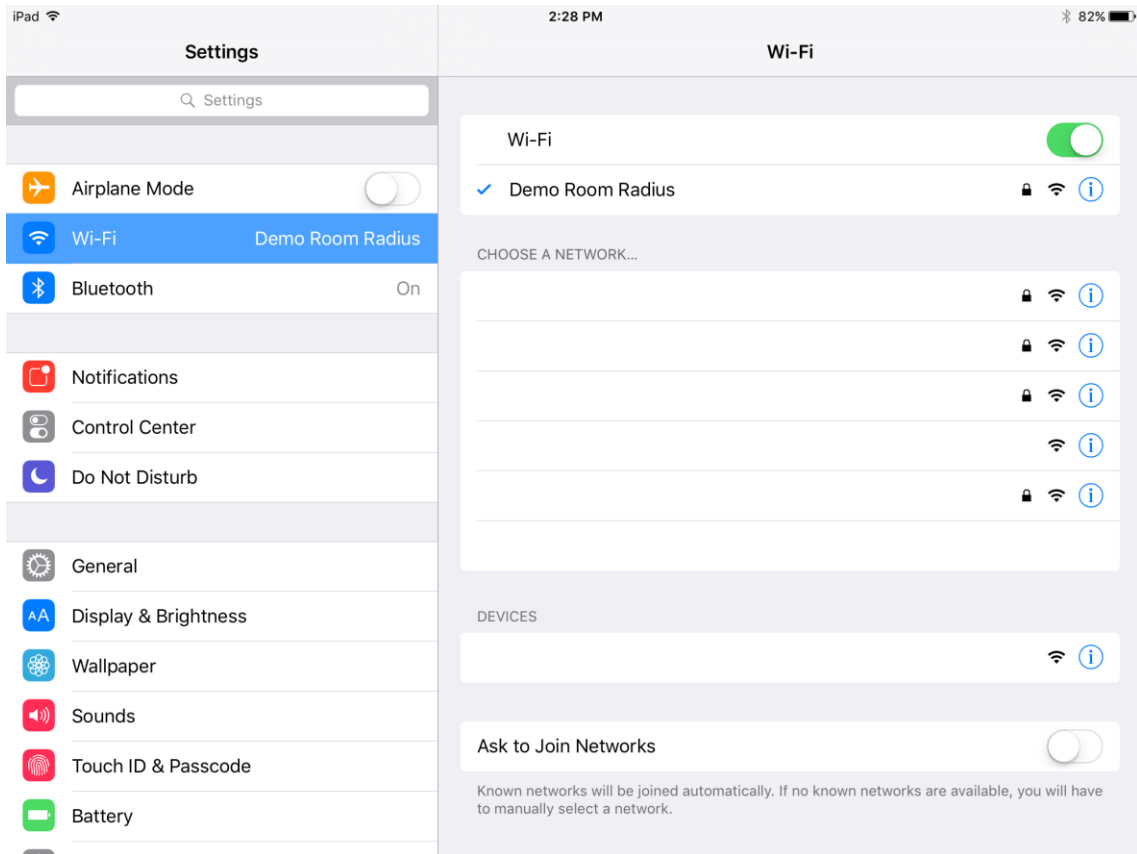 iPad
2:28 PM
82%
Settings
Wi-Fi
Settings
Airplane Mode
Wi-Fi Demo Room Radius
Bluetooth On
Notifications
Control Center
Do Not Disturb
General
AA Display & Brightness
Wallpaper
Sounds
Touch ID & Passcode
Battery
Wi-Fi
Demo Room Radius
CHOOSE A NETWORK...
DEVICES
Ask to Join Networks
Known networks will be joined automatically. If no known networks are available, you will have
to manually select a network.